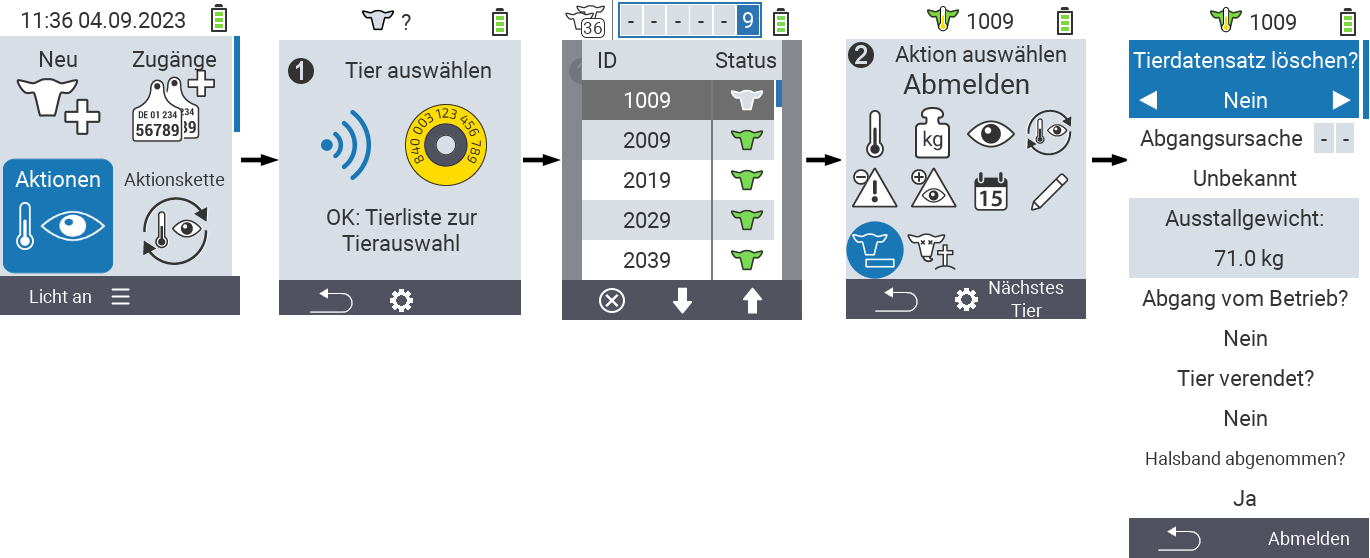 11:36 04.09.2023
Neu
Zugänge
DE 01 234
56789
234
39
Aktionen
Aktionskette
Licht an
?
1
Tier auswählen
840 003 123 456 789
OK: Tierliste zur
Tierauswahl
36
- - - - - 9
ID Status
1009
2009
2019
2029
2039
1009
2 Aktion auswählen
Abmelden
kg
15
Nächstes
Tier
1009
Tierdatensatz löschen?
Nein
Abgangsursache - -
Unbekannt
Ausstallgewicht:
71.0 kg
Abgang vom Betrieb?
Nein
Tier verendet?
Nein
Halsband abgenommen?
Ja
Abmelden